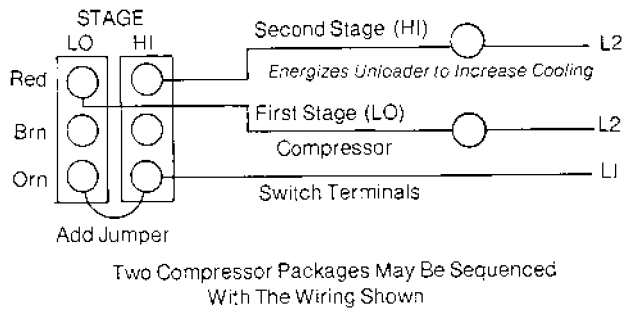 STAGE
LO HI
Second Stage (HI)
L2
Red
Energizes Unloader to Increase Cooling
First Stage (LO)
L2
Brn
Compressor
L1
Orn
Switch Terminals
Add Jumper
Two Compressor Packages May Be Sequenced
With The Wiring Shown